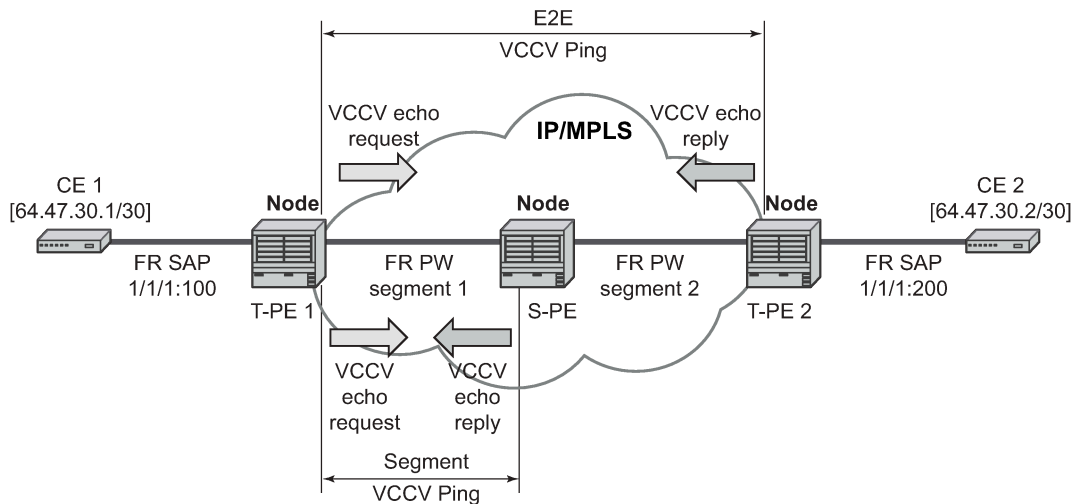 E2E
VCCV Ping
VCCV echo
request
IP/MPLS
VCCV echo
reply
CE 1
[64.47.30.1/30]
Node
Node
Node
CE 2
[64.47.30.2/30]
FR SAP
1/1/1:100
T-PE 1
FR PW
segment 1
S-PE
FR PW
segment 2
T-PE 2
FR SAP
1/1/1:200
VCCV
echo
request
VCCV
echo
reply
Segment
VCCV Ping